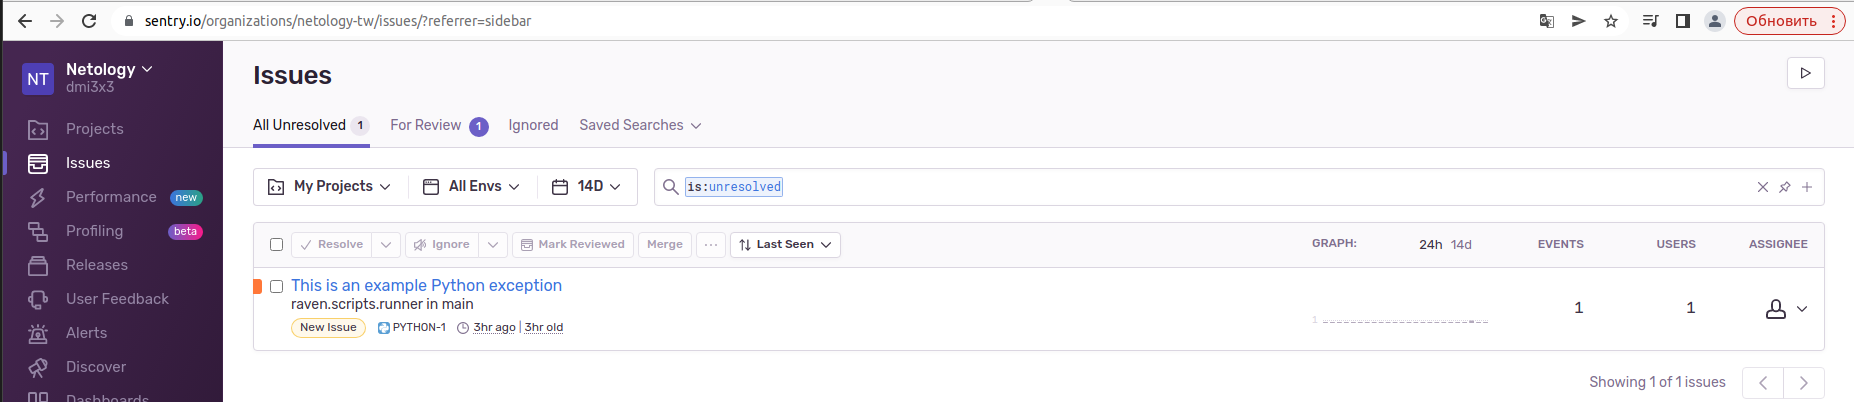 sentry.io/organizations/netology-tw/issues/?referrer=sidebar
Обновить
NT
Netology
dmi3x3
Projects
Issues
Performance new
Profiling beta
Releases
User Feedback
Alerts
Discover
Dashboards
Issues
All Unresolved 1 For Review 1 Ignored Saved Searches
My Projects All Envs 14D is:unresolved
Resolve Ignore Mark Reviewed Merge ... Last Seen GRAPH: 24h 14d EVENTS USERS ASSIGNEE
This is an example Python exception
raven.scripts.runner in main
New Issue PYTHON-1 3hr ago | 3hr old
1 1 1
Showing 1 of 1 issues